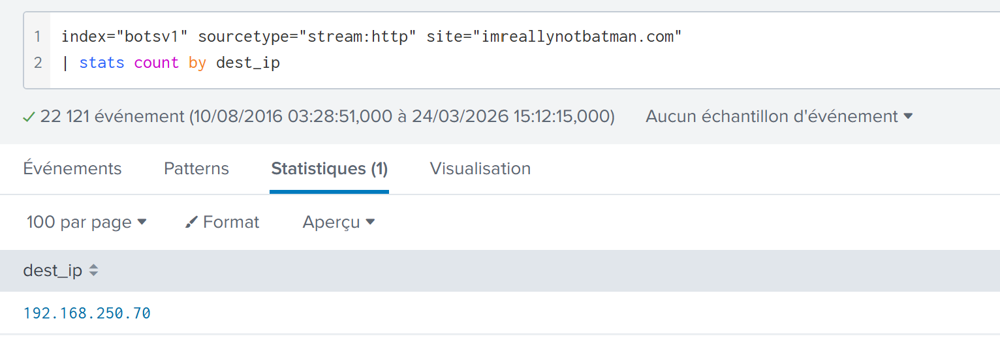 1 index="botsv1" sourcetype="stream:http" site="imreallynotbatman.com"
2 | stats count by dest_ip
22 121 événement (10/08/2016 03:28:51,000 à 24/03/2026 15:12:15,000) Aucun échantillon d'événement
Événements Patterns Statistiques (1) Visualisation
100 par page Format Aperçu
dest_ip
192.168.250.70